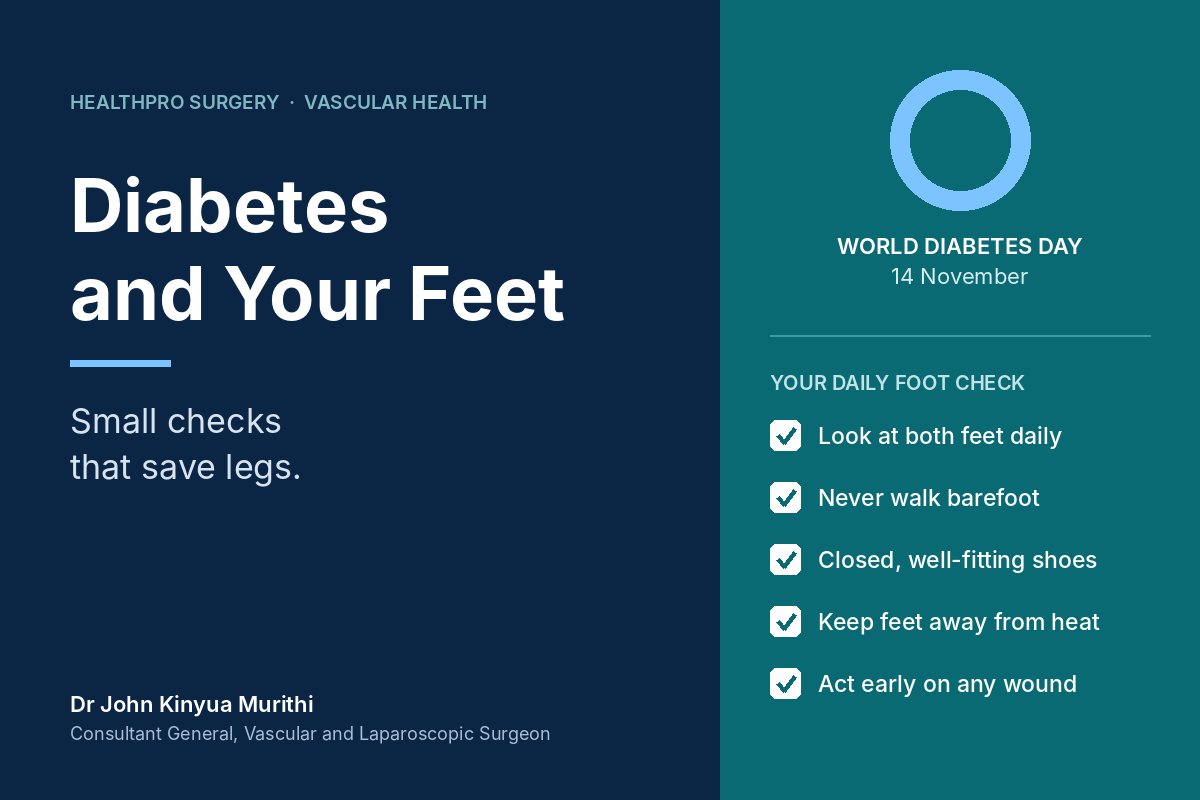 HEALTHPRO SURGERY · VASCULAR HEALTH
Diabetes
and Your Feet
Small checks
that save legs.
Dr John Kinyua Murithi
Consultant General, Vascular and Laparoscopic Surgeon
WORLD DIABETES DAY
14 November
YOUR DAILY FOOT CHECK
Look at both feet daily
Never walk barefoot
Closed, well-fitting shoes
Keep feet away from heat
Act early on any wound